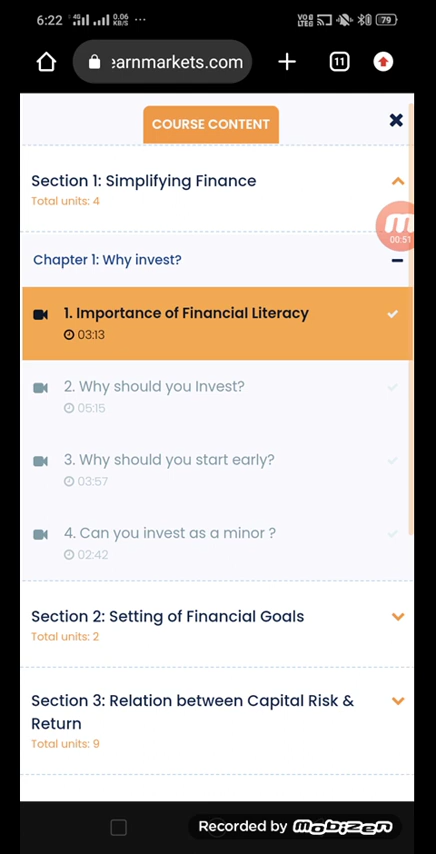 6:22 4G 0.06 KB/S ... VoD LTE 79
earnmarkets.com 11
COURSE CONTENT
Section 1: Simplifying Finance
Total units: 4
00:51
Chapter 1: Why invest?
1. Importance of Financial Literacy
03:13
2. Why should you Invest?
05:15
3. Why should you start early?
03:57
4. Can you invest as a minor ?
02:42
Section 2: Setting of Financial Goals
Total units: 2
Section 3: Relation between Capital Risk &
Return
Total units: 9
Recorded by mobizen